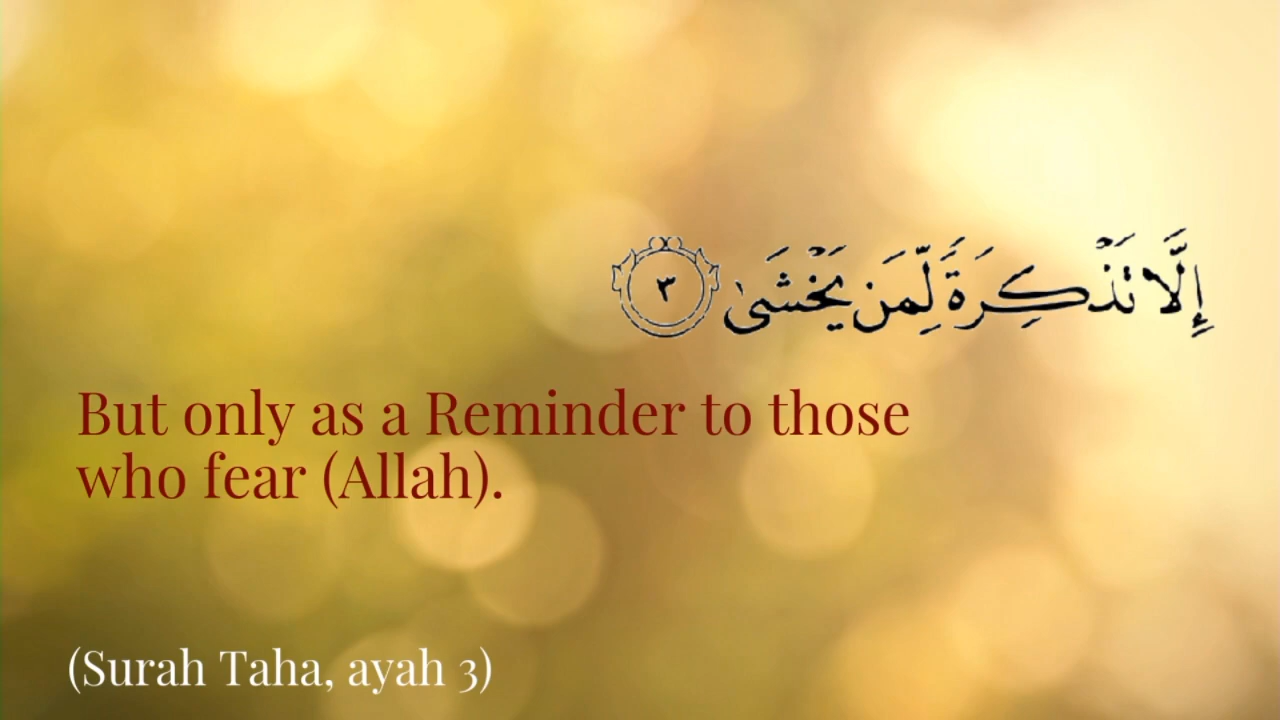 إِلَّا تَذْكِرَةً لِّمَن يَخْشَىٰ ٣
But only as a Reminder to those
who fear (Allah).
(Surah Taha, ayah 3)